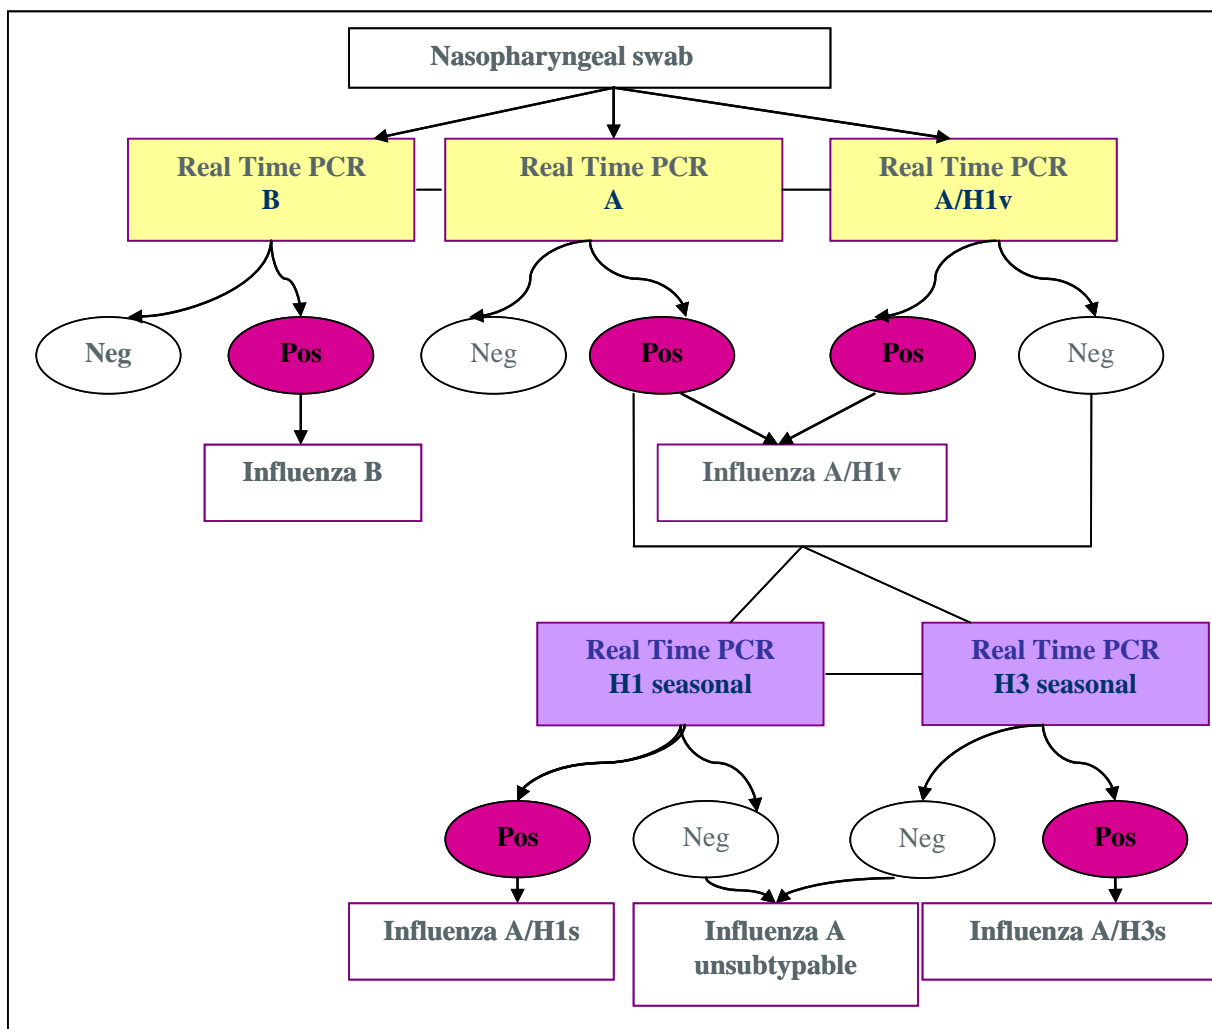 Nasopharyngeal swab
Real Time PCR
B
Real Time PCR
A
Real Time PCR
A/H1v
Neg
Pos
Neg
Pos
Pos
Neg
Influenza B
Influenza A/H1v
Real Time PCR
H1 seasonal
Real Time PCR
H3 seasonal
Pos
Neg
Neg
Pos
Influenza A/H1s
Influenza A
unsubtypable
Influenza A/H3s